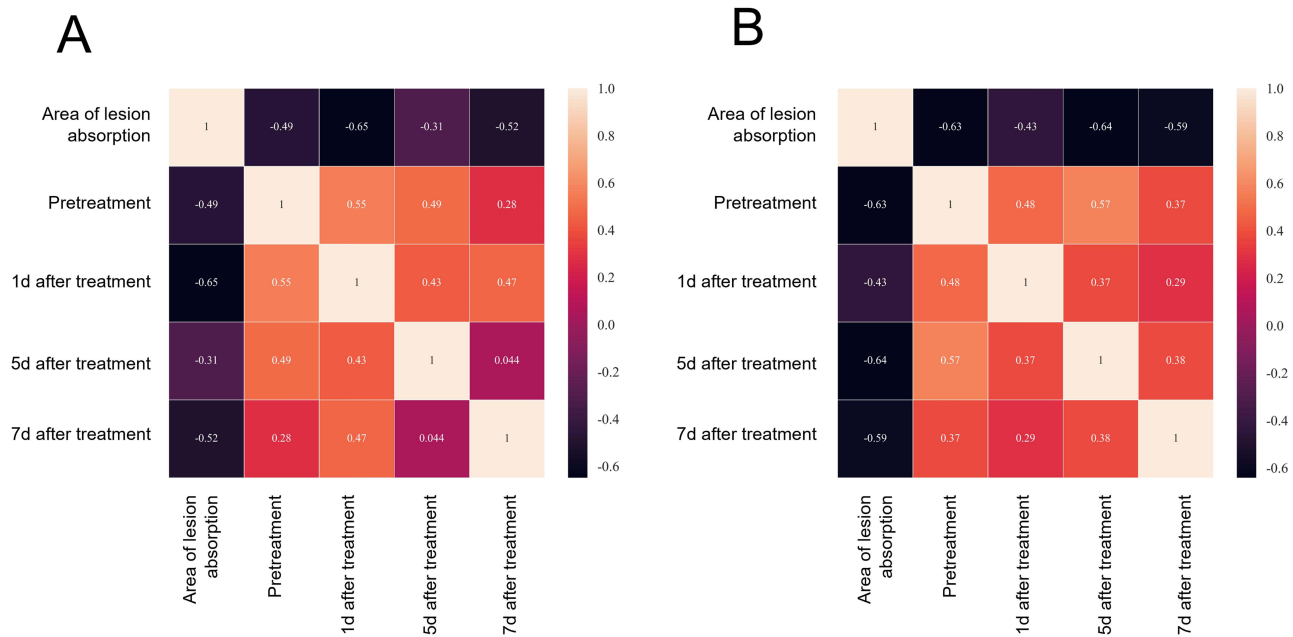 A
Area of lesion
absorption
1 -0.49 -0.65 -0.31 -0.52
Pretreatment
-0.49 1 0.55 0.49 0.28
1d after treatment
-0.65 0.55 1 0.43 0.47
5d after treatment
-0.31 0.49 0.43 1 0.044
7d after treatment
-0.52 0.28 0.47 0.044 1
1.0
0.8
0.6
0.4
0.2
0.0
-0.2
-0.4
-0.6
Area of lesion
absorption
Pretreatment
1d after treatment
5d after treatment
7d after treatment
B
Area of lesion
absorption
1 -0.63 -0.43 -0.64 -0.59
Pretreatment
-0.63 1 0.48 0.57 0.37
1d after treatment
-0.43 0.48 1 0.37 0.29
5d after treatment
-0.64 0.57 0.37 1 0.38
7d after treatment
-0.59 0.37 0.29 0.38 1
1.0
0.8
0.6
0.4
0.2
0.0
-0.2
-0.4
-0.6
Area of lesion
absorption
Pretreatment
1d after treatment
5d after treatment
7d after treatment